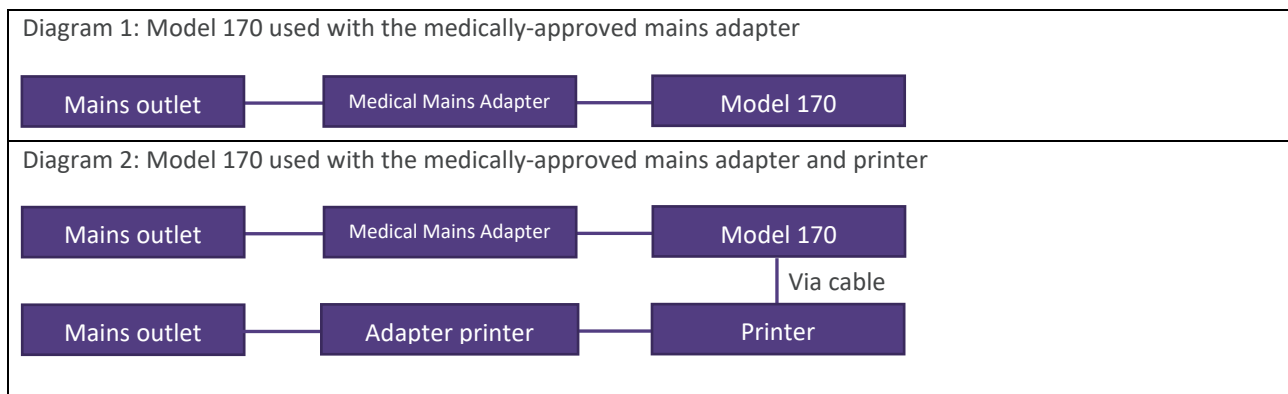 Diagram 1: Model 170 used with the medically-approved mains adapter
Mains outlet Medical Mains Adapter Model 170
Diagram 2: Model 170 used with the medically-approved mains adapter and printer
Mains outlet Medical Mains Adapter Model 170
Via cable
Mains outlet Adapter printer Printer